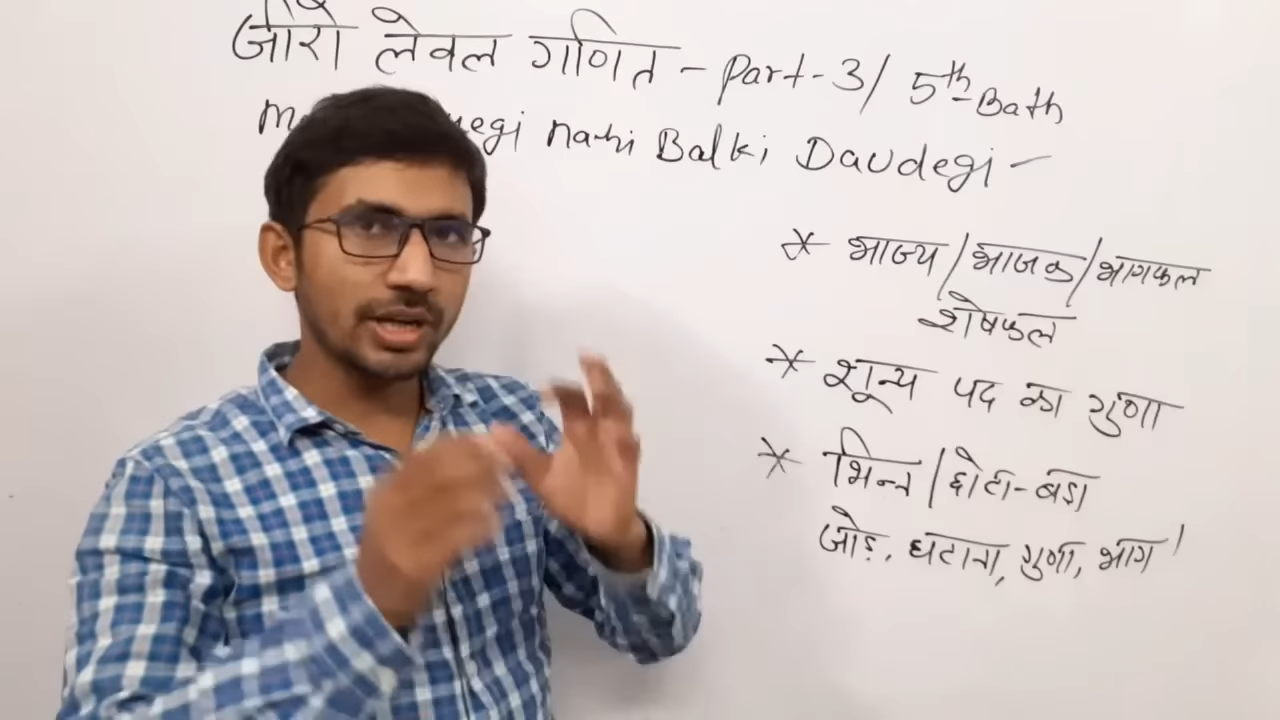 जीरो लेवल गणित - Part-3/ 5th Bath
nahi Balki Daudegi -
* भाज्य/भाजक/भागफल
शेषफल
* शून्य पद का गुणा
* भिन्न/छोटा-बड़ा
जोड़, घटाना, गुणा, भाग